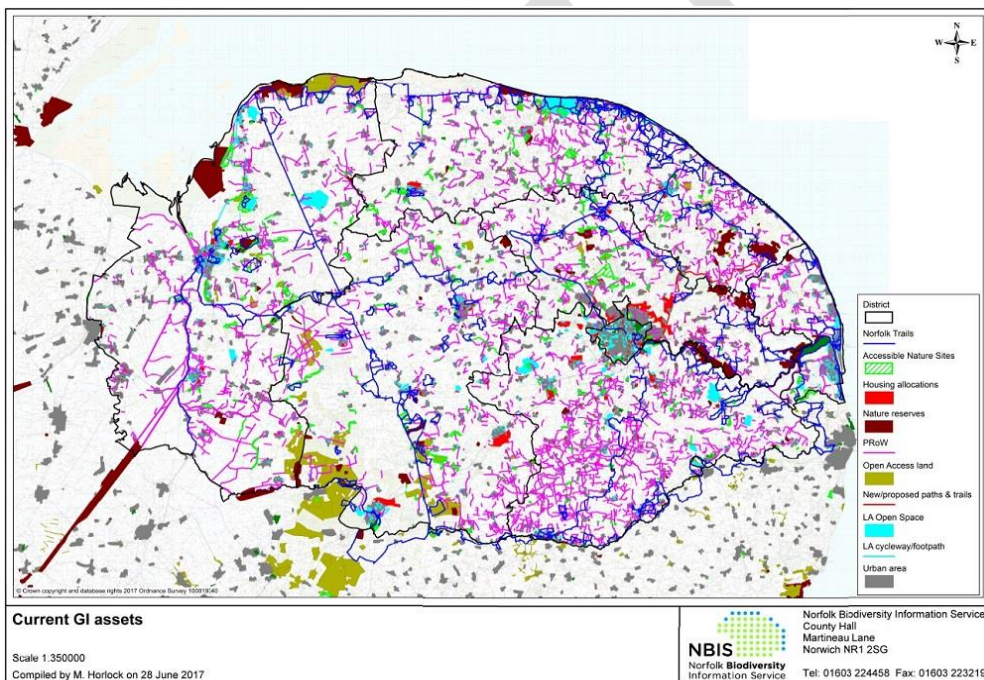 N
W E
S
District
Norfolk Trails
Accessible Nature Sites
Housing allocations
Nature reserves
PRoW
Open Access land
New/proposed paths & trails
LA Open Space
LA cycleway/footpath
Urban area
© Crown copyright and database rights 2017 Ordnance Survey 100019340
Current GI assets
Scale 1:350000
Compiled by M. Horlock on 28 June 2017
NBIS
Norfolk Biodiversity
Information Service
Norfolk Biodiversity Information Service
County Hall
Martineau Lane
Norwich NR1 2SG
Tel: 01603 224458 Fax: 01603 223219